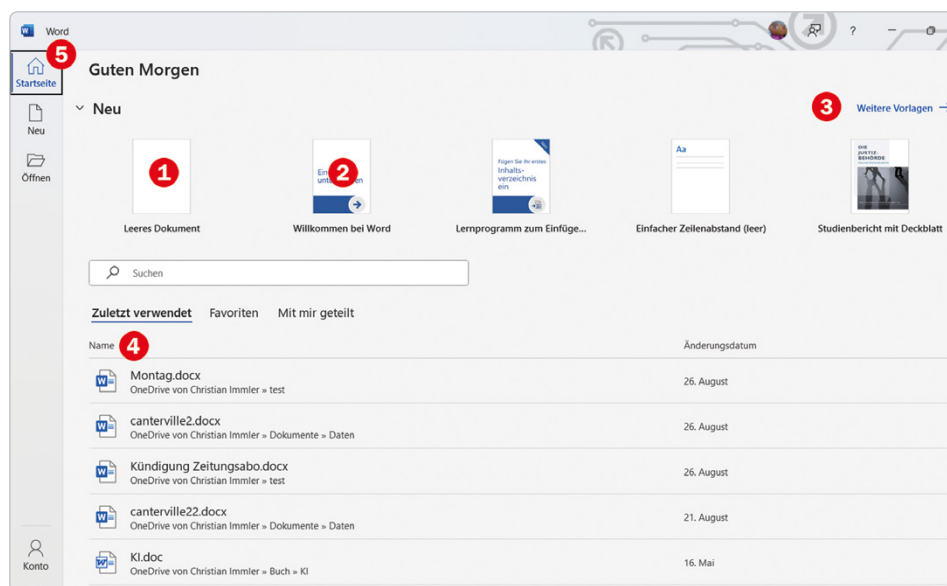 Word
5
Startseite
Guten Morgen
Neu
3
Weitere Vorlagen
Neu
Öffnen
1
2
Fügen Sie Ihr erstes
Inhalts-
verzeichnis
ein
Aa
DIE
JUSTIZ-
BEHÖRDE
Leeres Dokument
Willkommen bei Word
Lernprogramm zum Einfüge...
Einfacher Zeilenabstand (leer)
Studienbericht mit Deckblatt
Suchen
Zuletzt verwendet Favoriten Mit mir geteilt
Name 4 Änderungsdatum
Montag.docx
OneDrive von Christian Immler » test
26. August
canterville2.docx
OneDrive von Christian Immler » Dokumente » Daten
26. August
Kündigung Zeitungsabo.docx
OneDrive von Christian Immler » test
26. August
canterville22.docx
OneDrive von Christian Immler » Dokumente » Daten
21. August
KI.doc
OneDrive von Christian Immler » Buch » KI
16. Mai
Konto